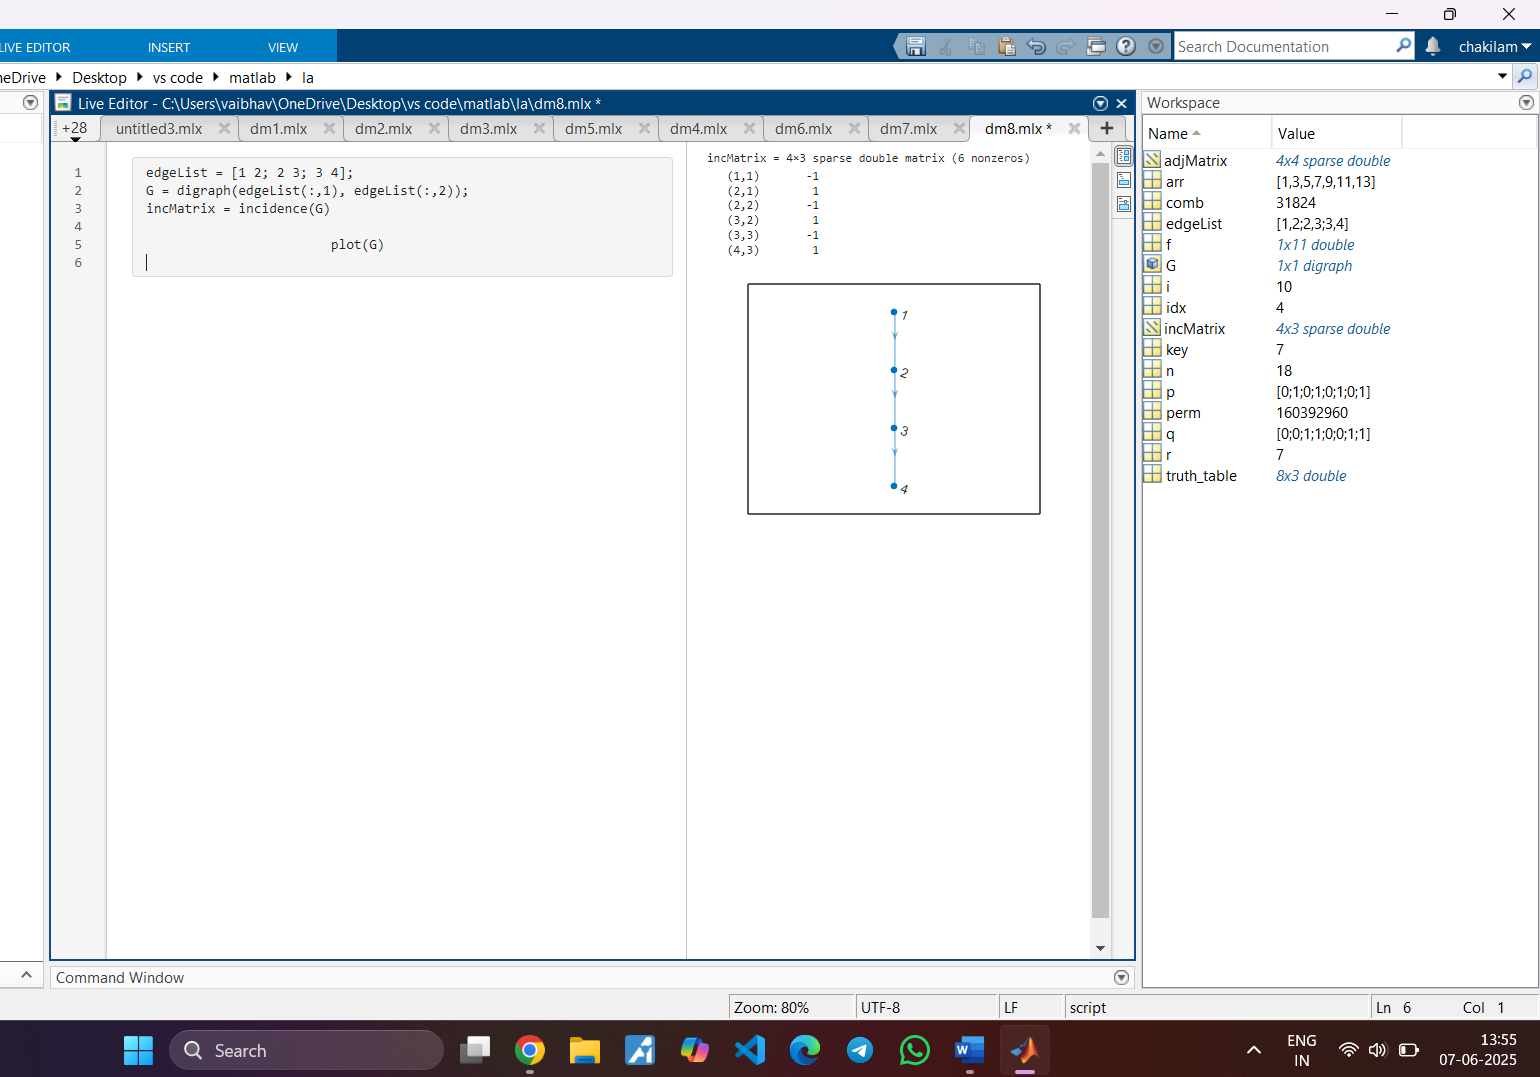 LIVE EDITOR INSERT VIEW
Search Documentation
chakilam
neDrive Desktop vs code matlab la
Live Editor - C:\Users\vaibhav\OneDrive\Desktop\vs code\matlab\la\dm8.mlx *
+28 untitled3.mlx dm1.mlx dm2.mlx dm3.mlx dm5.mlx dm4.mlx dm6.mlx dm7.mlx dm8.mlx *
1 edgeList = [1 2; 2 3; 3 4];
2 G = digraph(edgeList(:,1), edgeList(:,2));
3 incMatrix = incidence(G)
4
5 plot(G)
6
incMatrix = 4×3 sparse double matrix (6 nonzeros)
(1,1) -1
(2,1) 1
(2,2) -1
(3,2) 1
(3,3) -1
(4,3) 1
1
2
3
4
Workspace
Name Value
adjMatrix 4x4 sparse double
arr [1,3,5,7,9,11,13]
comb 31824
edgeList [1,2;2,3;3,4]
f 1x11 double
G 1x1 digraph
i 10
idx 4
incMatrix 4x3 sparse double
key 7
n 18
p [0;1;0;1;0;1;0;1]
perm 160392960
q [0;0;1;1;0;0;1;1]
r 7
truth_table 8x3 double
Command Window
Zoom: 80% UTF-8 LF script Ln 6 Col 1
Search
ENG
IN
13:55
07-06-2025